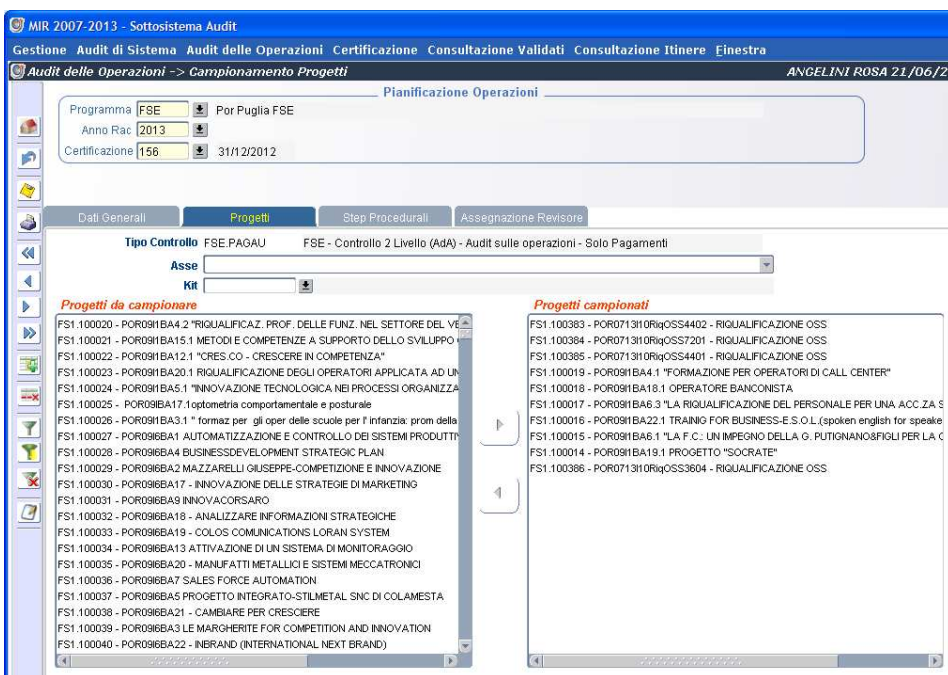 MIR 2007-2013 - Sottosistema Audit
Gestione Audit di Sistema Audit delle Operazioni Certificazione Consultazione Validati Consultazione Itinere Finestra
Audit delle Operazioni -> Campionamento Progetti ANGELINI ROSA 21/06/2
Pianificazione Operazioni
Programma FSE Por Puglia FSE
Anno Rac 2013
Certificazione 156 31/12/2012
Dati Generali Progetti Step Procedurali Assegnazione Revisore
Tipo Controllo FSE.PAGAU FSE - Controllo 2 Livello (AdA) - Audit sulle operazioni - Solo Pagamenti
Asse
Kit
Progetti da campionare
FS1.100020 - POR09I1BA4.2 "RIQUALIFICAZ. PROF. DELLE FUNZ. NEL SETTORE DEL VE
FS1.100021 - POR09I1BA15.1 METODI E COMPETENZE A SUPPORTO DELLO SVILUPPO
FS1.100022 - POR09I1BA12.1 "CRES.CO - CRESCERE IN COMPETENZA"
FS1.100023 - POR09I1BA20.1 RIQUALIFICAZIONE DEGLI OPERATORI APPLICATA AD UN
FS1.100024 - POR09I1BA5.1 "INNOVAZIONE TECNOLOGICA NEI PROCESSI ORGANIZZA
FS1.100025 - POR09IBA17.1optometria comportamentale e posturale
FS1.100026 - POR09I1BA3.1 " formaz per gli oper delle scuole per l' infanzia: prom della
FS1.100027 - POR09I6BA1 AUTOMATIZZAZIONE E CONTROLLO DEI SISTEMI PRODUTTI
FS1.100028 - POR09I6BA4 BUSINESSDEVELOPMENT STRATEGIC PLAN
FS1.100029 - POR09I6BA2 MAZZARELLI GIUSEPPE-COMPETIZIONE E INNOVAZIONE
FS1.100030 - POR09I6BA17 - INNOVAZIONE DELLE STRATEGIE DI MARKETING
FS1.100031 - POR09I6BA9 INNOVACORSARO
FS1.100032 - POR09I6BA18 - ANALIZZARE INFORMAZIONI STRATEGICHE
FS1.100033 - POR09I6BA19 - COLOS COMUNICATIONS LORAN SYSTEM
FS1.100034 - POR09I6BA13 ATTIVAZIONE DI UN SISTEMA DI MONITORAGGIO
FS1.100035 - POR09I6BA20 - MANUFATTI METALLICI E SISTEMI MECCATRONICI
FS1.100036 - POR09I6BA7 SALES FORCE AUTOMATION
FS1.100037 - POR09I6BA5 PROGETTO INTEGRATO-STILMETAL SNC DI COLAMESTA
FS1.100038 - POR09I6BA21 - CAMBIARE PER CRESCIERE
FS1.100039 - POR09I6BA3 LE MARGHERITE FOR COMPETITION AND INNOVATION
FS1.100040 - POR09I6BA22 - INBRAND (INTERNATIONAL NEXT BRAND)
Progetti campionati
FS1.100383 - POR0713I10RiqOSS4402 - RIQUALIFICAZIONE OSS
FS1.100384 - POR0713I10RiqOSS7201 - RIQUALIFICAZIONE OSS
FS1.100385 - POR0713I10RiqOSS4401 - RIQUALIFICAZIONE OSS
FS1.100019 - POR09I1BA4.1 "FORMAZIONE PER OPERATORI DI CALL CENTER"
FS1.100018 - POR09I1BA18.1 OPERATORE BANCONISTA
FS1.100017 - POR09I1BA6.3 "LA RIQUALIFICAZIONE DEL PERSONALE PER UNA ACC.ZA S
FS1.100016 - POR09I1BA22.1 TRAINIG FOR BUSINESS-E.S.O.L.(spoken english for speake
FS1.100015 - POR09I1BA6.1 "LA F.C.: UN IMPEGNO DELLA G. PUTIGNANO&FIGLI PER LA C
FS1.100014 - POR09I1BA19.1 PROGETTO "SOCRATE"
FS1.100386 - POR0713I10RiqOSS3604 - RIQUALIFICAZIONE OSS